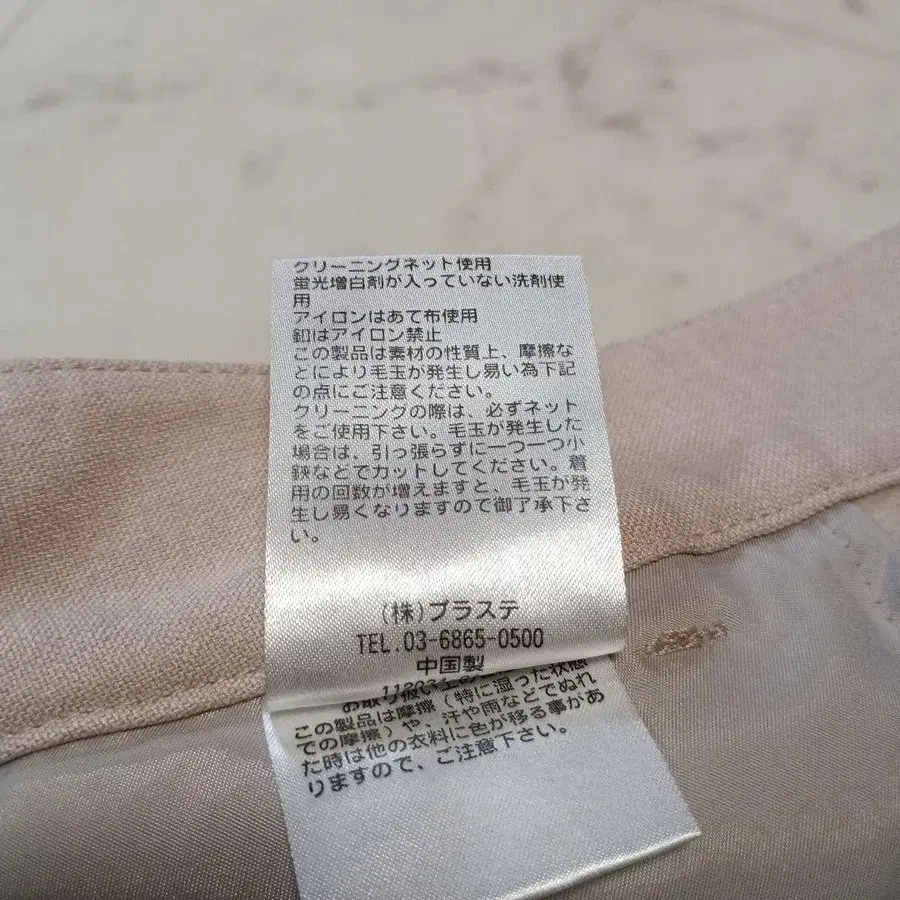 クリーニングネット使用
蛍光増白剤が入っていない洗剤使
用
アイロンはあて布使用
釦はアイロン禁止
この製品は素材の性質上、摩擦な
とにより毛玉が発生し易い為下記
の点にご注意ください。
クリーニングの際は、必ずネット
をご使用下さい。毛玉が発生した
場合は、引っ張らずに一つ一つ小
鋏などでカットしてください。着
用の回数が増えますと、毛玉が発
生し易くなりますので御了承下さ
い。
(株)プラステ
TEL.03-6865-0500
中国製
お取り扱い上の
この製品は摩擦(特に湿った状態
での摩擦)や、汗や雨などでぬれ
た時は他の衣料に色が移る事があ
りますので、ご注意下さい。